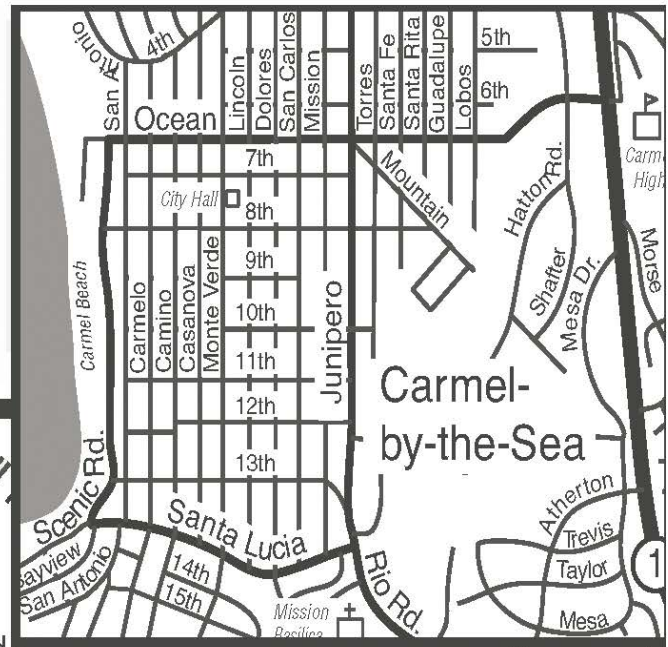 San Antonio
4th
Lincoln
Dolores
San Carlos
Mission
Torres
Santa Fe
Santa Rita
Guadalupe
Lobos
5th
6th
Ocean
7th
City Hall
8th
Mountain
Hatton Rd.
Shafter
Mesa Dr.
Morse
Carmel Beach
Carmelo
Camino
Casanova
Monte Verde
9th
10th
11th
12th
13th
Junipero
Carmel-
by-the-Sea
Scenic Rd.
Santa Lucia
Rio Rd.
San Antonio
14th
15th
Mission
Atherton
Trevis
Taylor
Mesa
1
High